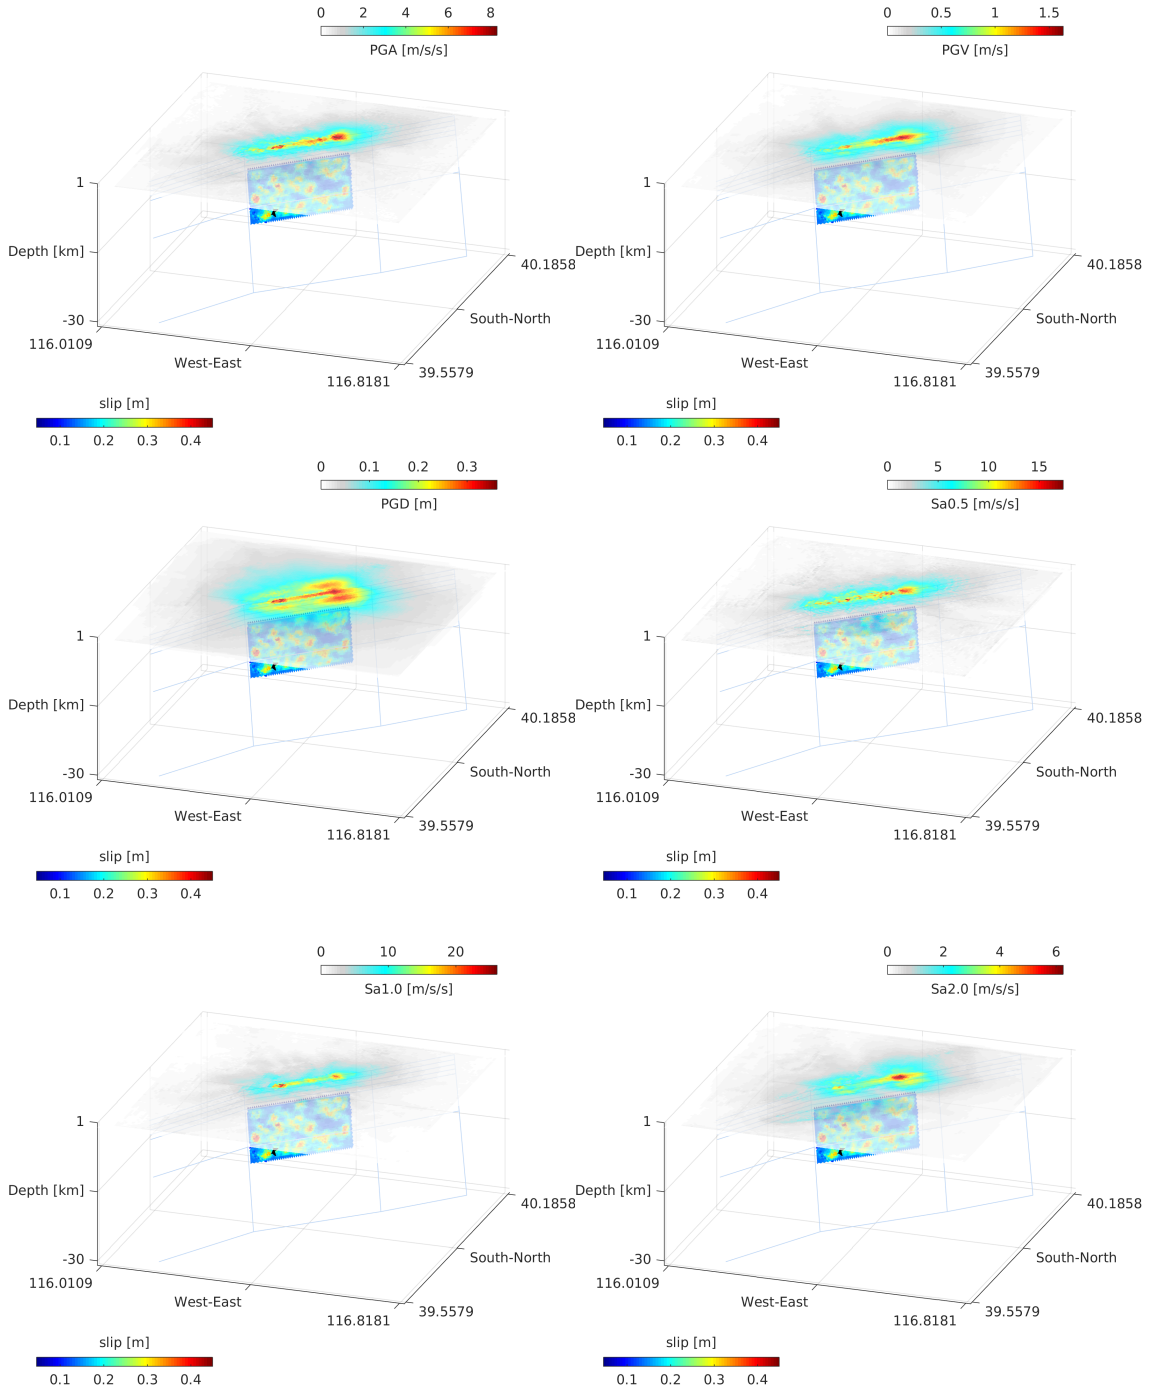 0 2 4 6 8
PGA [m/s/s]
1
Depth [km]
-30
116.0109
West-East
116.8181
39.5579
South-North
40.1858
slip [m]
0.1 0.2 0.3 0.4
0 0.5 1 1.5
PGV [m/s]
1
Depth [km]
-30
116.0109
West-East
116.8181
39.5579
South-North
40.1858
slip [m]
0.1 0.2 0.3 0.4
0 0.1 0.2 0.3
PGD [m]
1
Depth [km]
-30
116.0109
West-East
116.8181
39.5579
South-North
40.1858
slip [m]
0.1 0.2 0.3 0.4
0 5 10 15
Sa0.5 [m/s/s]
1
Depth [km]
-30
116.0109
West-East
116.8181
39.5579
South-North
40.1858
slip [m]
0.1 0.2 0.3 0.4
0 10 20
Sa1.0 [m/s/s]
1
Depth [km]
-30
116.0109
West-East
116.8181
39.5579
South-North
40.1858
slip [m]
0.1 0.2 0.3 0.4
0 2 4 6
Sa2.0 [m/s/s]
1
Depth [km]
-30
116.0109
West-East
116.8181
39.5579
South-North
40.1858
slip [m]
0.1 0.2 0.3 0.4